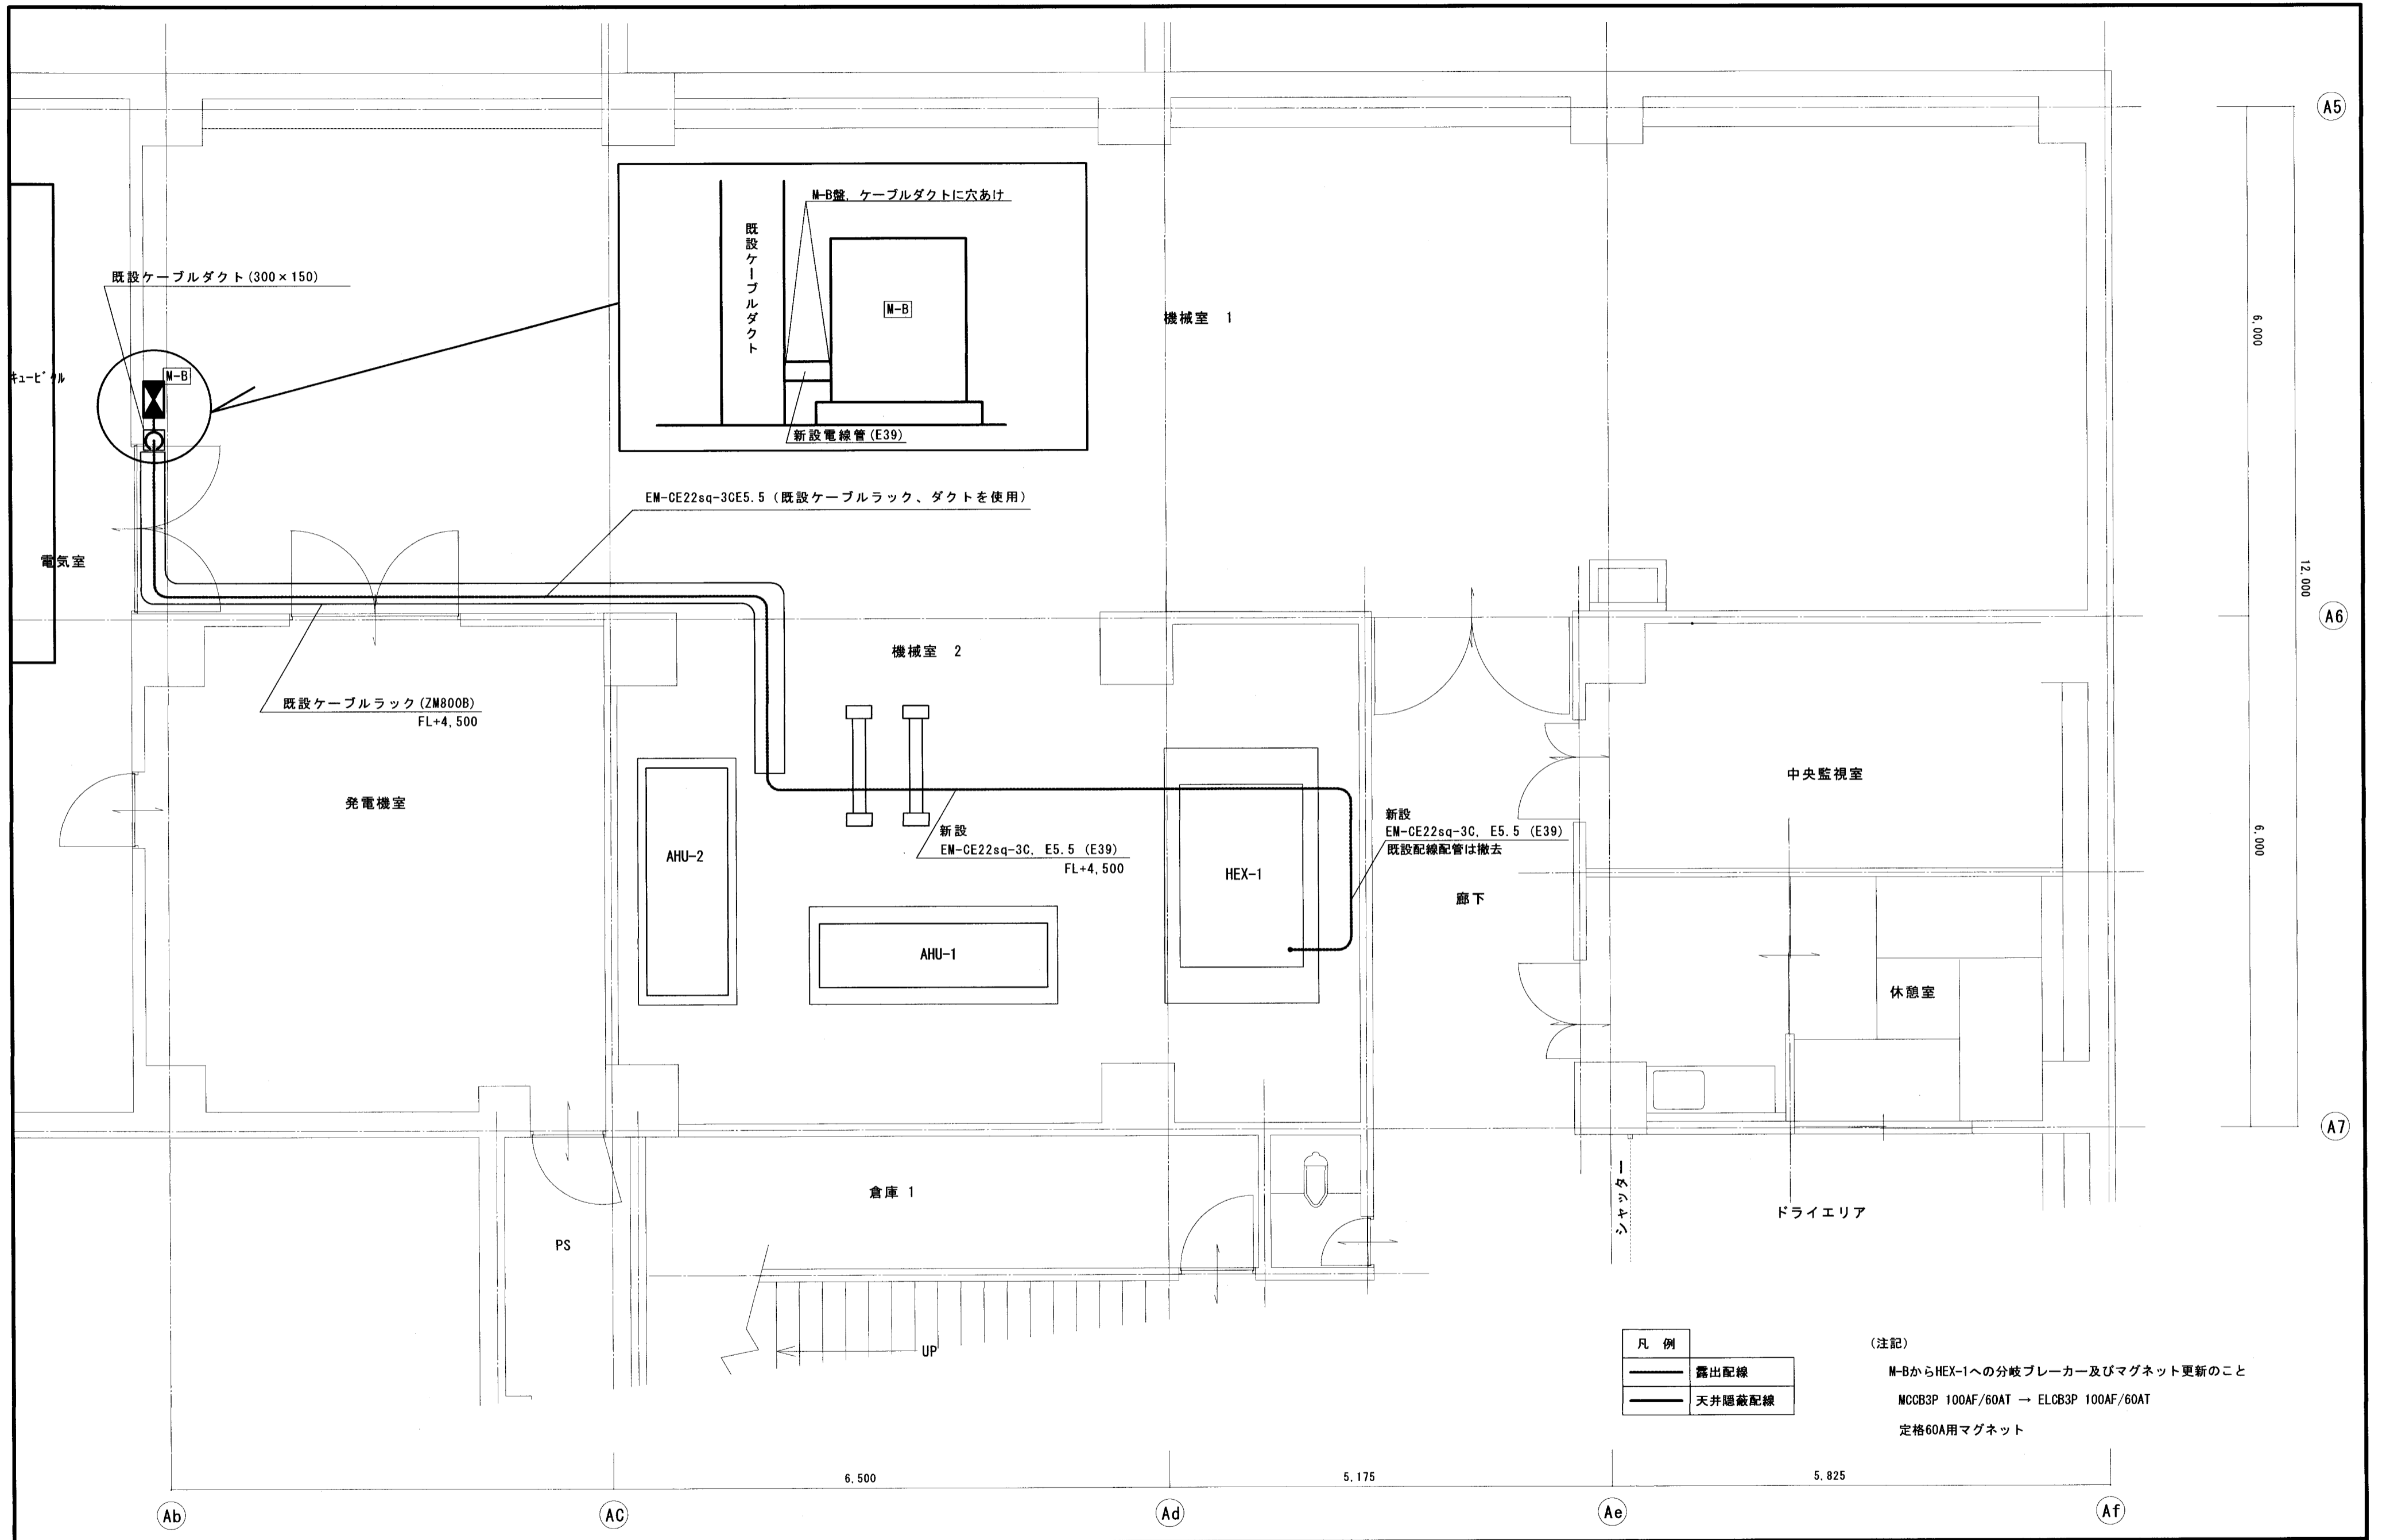 A5
M-B盤, ケーブルダクトに穴あけ
既設ケーブルダクト
M-B
新設電線管(E39)
既設ケーブルダクト(300×150)
機械室 1
6,000
12,000
キュービクル
M-B
EM-CE22sq-3CE5.5 (既設ケーブルラック、ダクトを使用)
電気室
A6
機械室 2
既設ケーブルラック(ZM800B)
FL+4,500
発電機室
中央監視室
新設
EM-CE22sq-3C, E5.5 (E39)
FL+4,500
新設
EM-CE22sq-3C, E5.5 (E39)
既設配線配管は撤去
6,000
AHU-2
HEX-1
廊下
AHU-1
休憩室
A7
倉庫 1
シャッター
ドライエリア
PS
UP
凡 例
露出配線
天井隠蔽配線
(注記)
M-BからHEX-1への分岐ブレーカー及びマグネット更新のこと
MCCB3P 100AF/60AT → ELCB3P 100AF/60AT
定格60A用マグネット
6,500
5,175
5,825
Ab
AC
Ad
Ae
Af